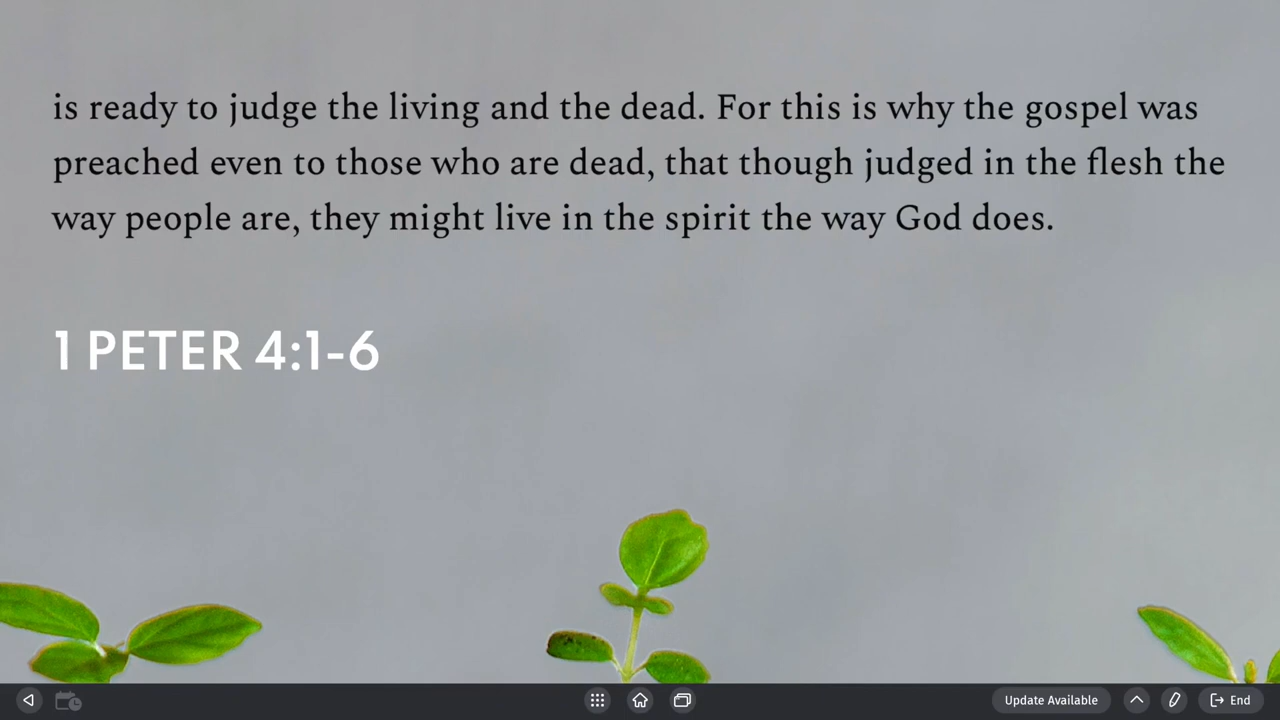 is ready to judge the living and the dead. For this is why the gospel was
preached even to those who are dead, that though judged in the flesh the
way people are, they might live in the spirit the way God does.
1 PETER 4:1-6
Update Available
End